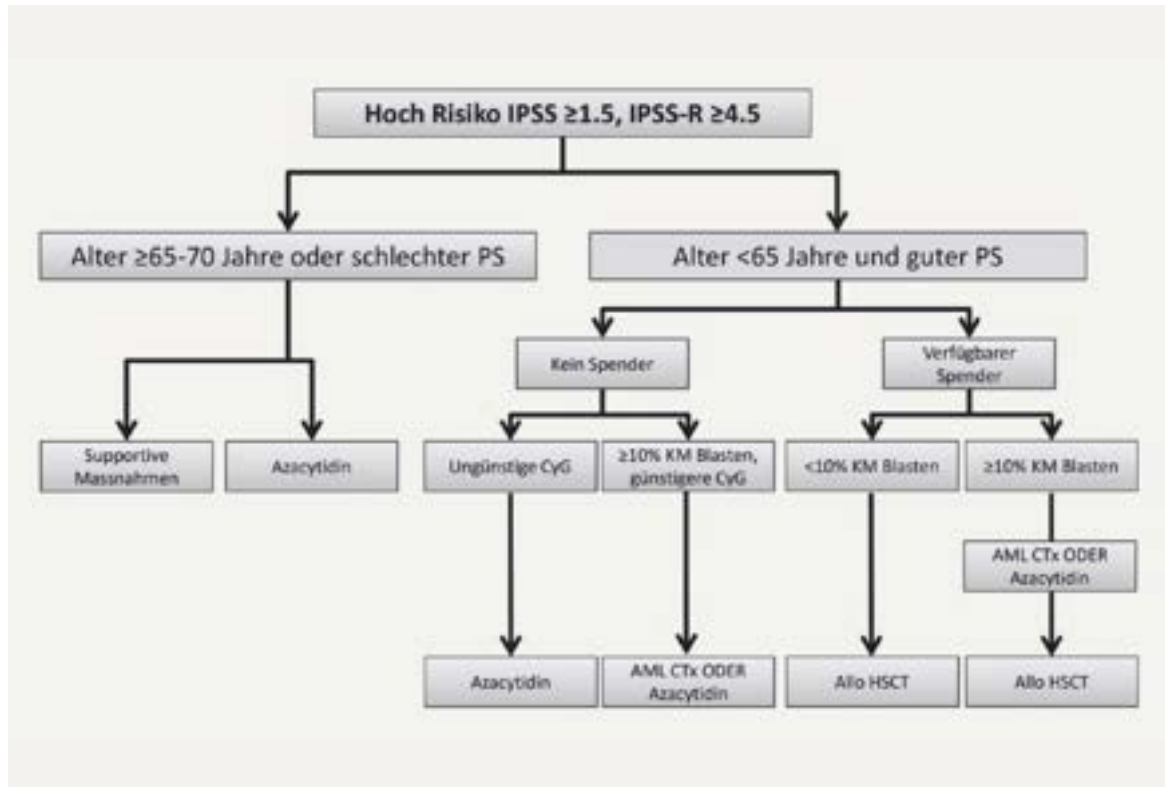 Hoch Risiko IPSS ≥1.5, IPSS-R ≥4.5
Alter ≥65-70 Jahre oder schlechter PS
Alter <65 Jahre und guter PS
Kein Spender
Verfügbarer
Spender
Supportive
Massnahmen
Azacytidin
Ungünstige CyG
≥10% KM Blasten,
günstigere CyG
<10% KM Blasten
≥10% KM Blasten
AML CTx ODER
Azacytidin
Azacytidin
AML CTx ODER
Azacytidin
Allo HSCT
Allo HSCT